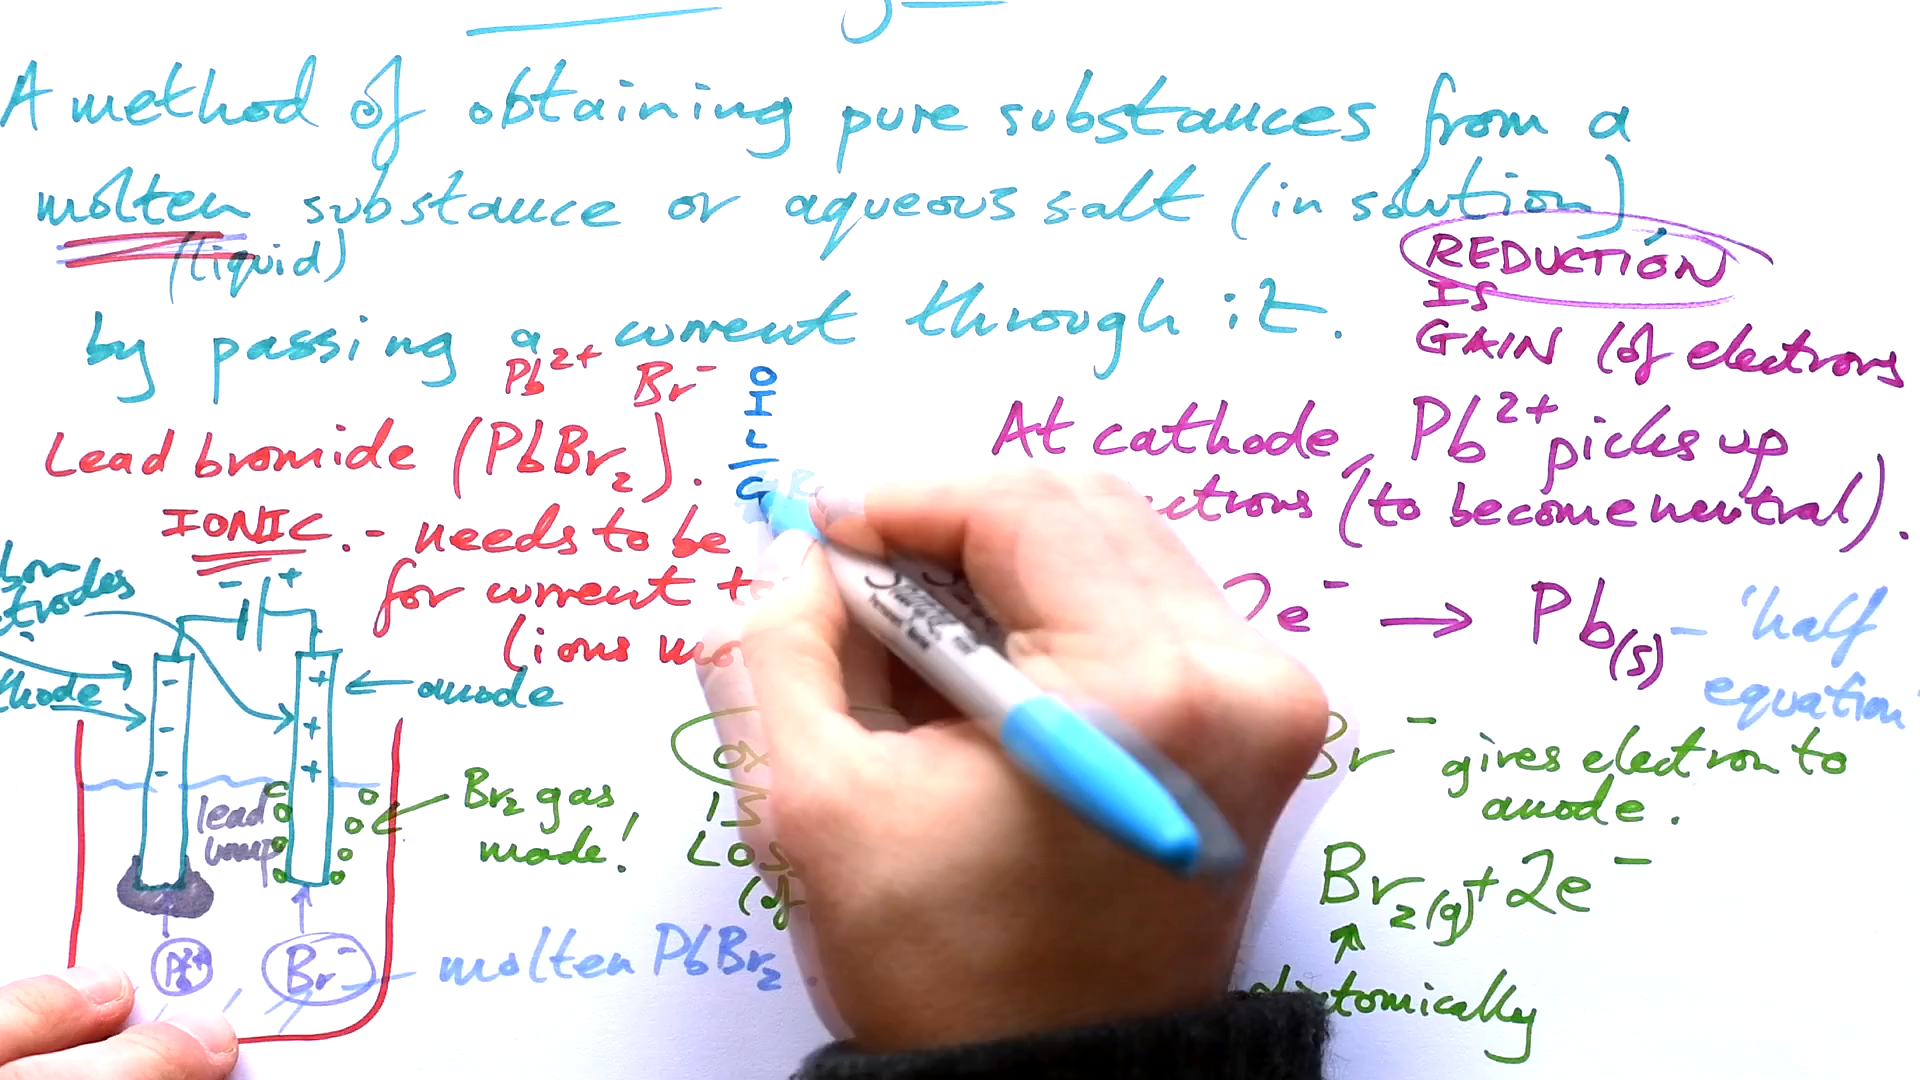 A method of obtaining pure substances from a
molten substance or aqueous salt (in solution)
(liquid)
by passing a current through it.
REDUCTION
IS
GAIN (of electrons
Pb²⁺ Br⁻
O
I
L
Lead bromide (PbBr₂).
IONIC. - needs to be
for current to
(ions
At cathode, Pb²⁺ picks up
(to become neutral).
2e⁻ → Pb(s) - 'half
equation'
- +
- - -
+ + +
← anode
lead
Br₂ gas
made!
IS
(of
Br⁻ gives electron to
anode.
Br₂(g) + 2e⁻
diatomically
Pb²⁺
Br⁻
molten PbBr₂